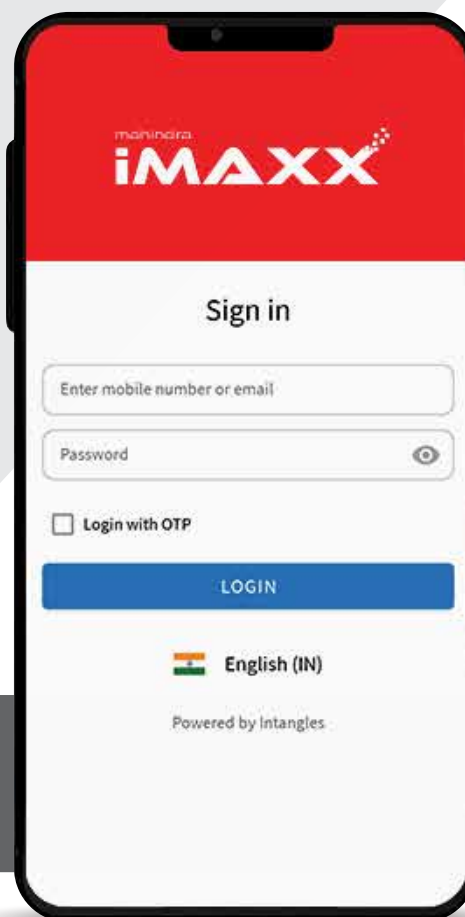 mahindra
iMAXX
Sign in
Enter mobile number or email
Password
Login with OTP
LOGIN
English (IN)
Powered by Intangles